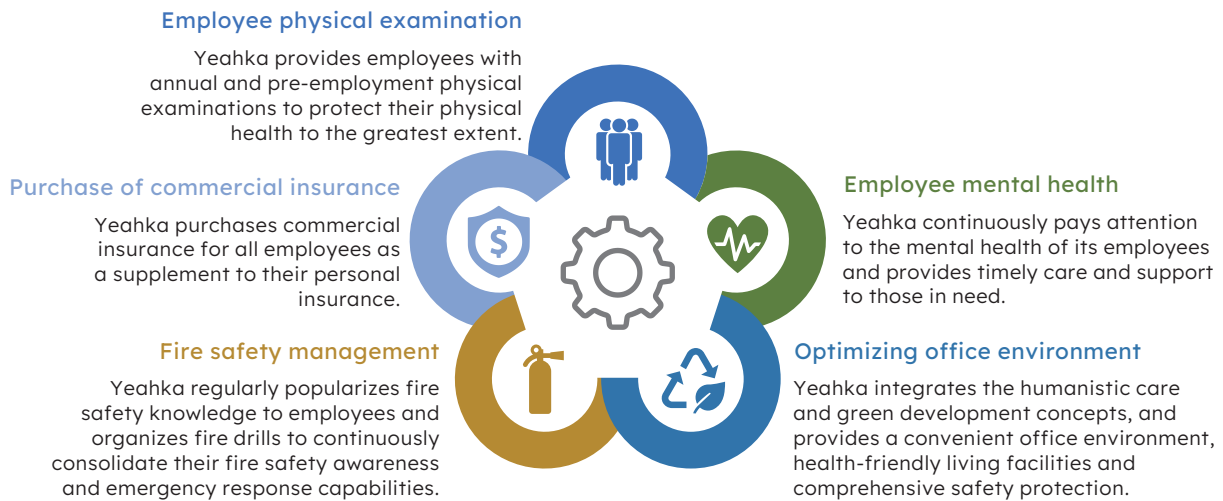 Employee physical examination
Yeahka provides employees with
annual and pre-employment physical
examinations to protect their physical
health to the greatest extent.
Purchase of commercial insurance
Yeahka purchases commercial
insurance for all employees as
a supplement to their personal
insurance.
Employee mental health
Yeahka continuously pays attention
to the mental health of its employees
and provides timely care and support
to those in need.
$
Fire safety management
Yeahka regularly popularizes fire
safety knowledge to employees and
organizes fire drills to continuously
consolidate their fire safety awareness
and emergency response capabilities.
Optimizing office environment
Yeahka integrates the humanistic care
and green development concepts, and
provides a convenient office environment,
health-friendly living facilities and
comprehensive safety protection.